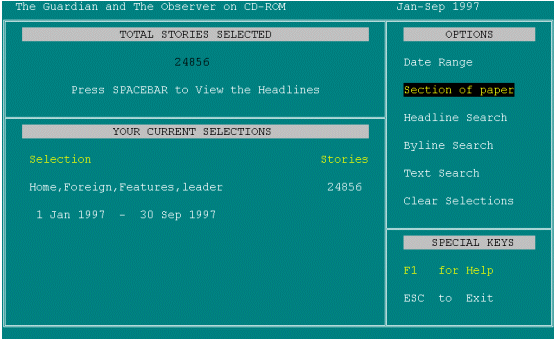 The Guardian and The Observer on CD-ROM Jan-Sep 1997
TOTAL STORIES SELECTED
24856
Press SPACEBAR to View the Headlines
YOUR CURRENT SELECTIONS
Selection Stories
Home,Foreign,Features,leader 24856
1 Jan 1997 - 30 Sep 1997
OPTIONS
Date Range
Section of paper
Headline Search
Byline Search
Text Search
Clear Selections
SPECIAL KEYS
F1 for Help
ESC to Exit